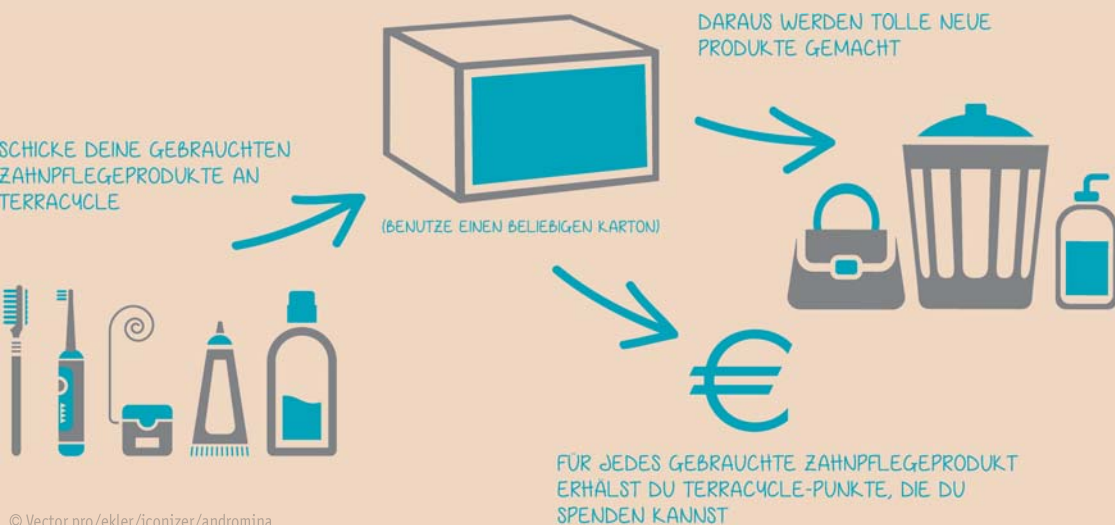 SCHICKE DEINE GEBRAUCHTEN
ZAHNPFLEGEPRODUKTE AN
TERRACYCLE
(BENUTZE EINEN BELIEBIGEN KARTON)
DARAUS WERDEN TOLLE NEUE
PRODUKTE GEMACHT
€
FÜR JEDES GEBRAUCHTE ZAHNPFLEGEPRODUKT
ERHÄLST DU TERRACYCLE-PUNKTE, DIE DU
SPENDEN KANNST
© Vector pro/ekler/iconizer/andromina